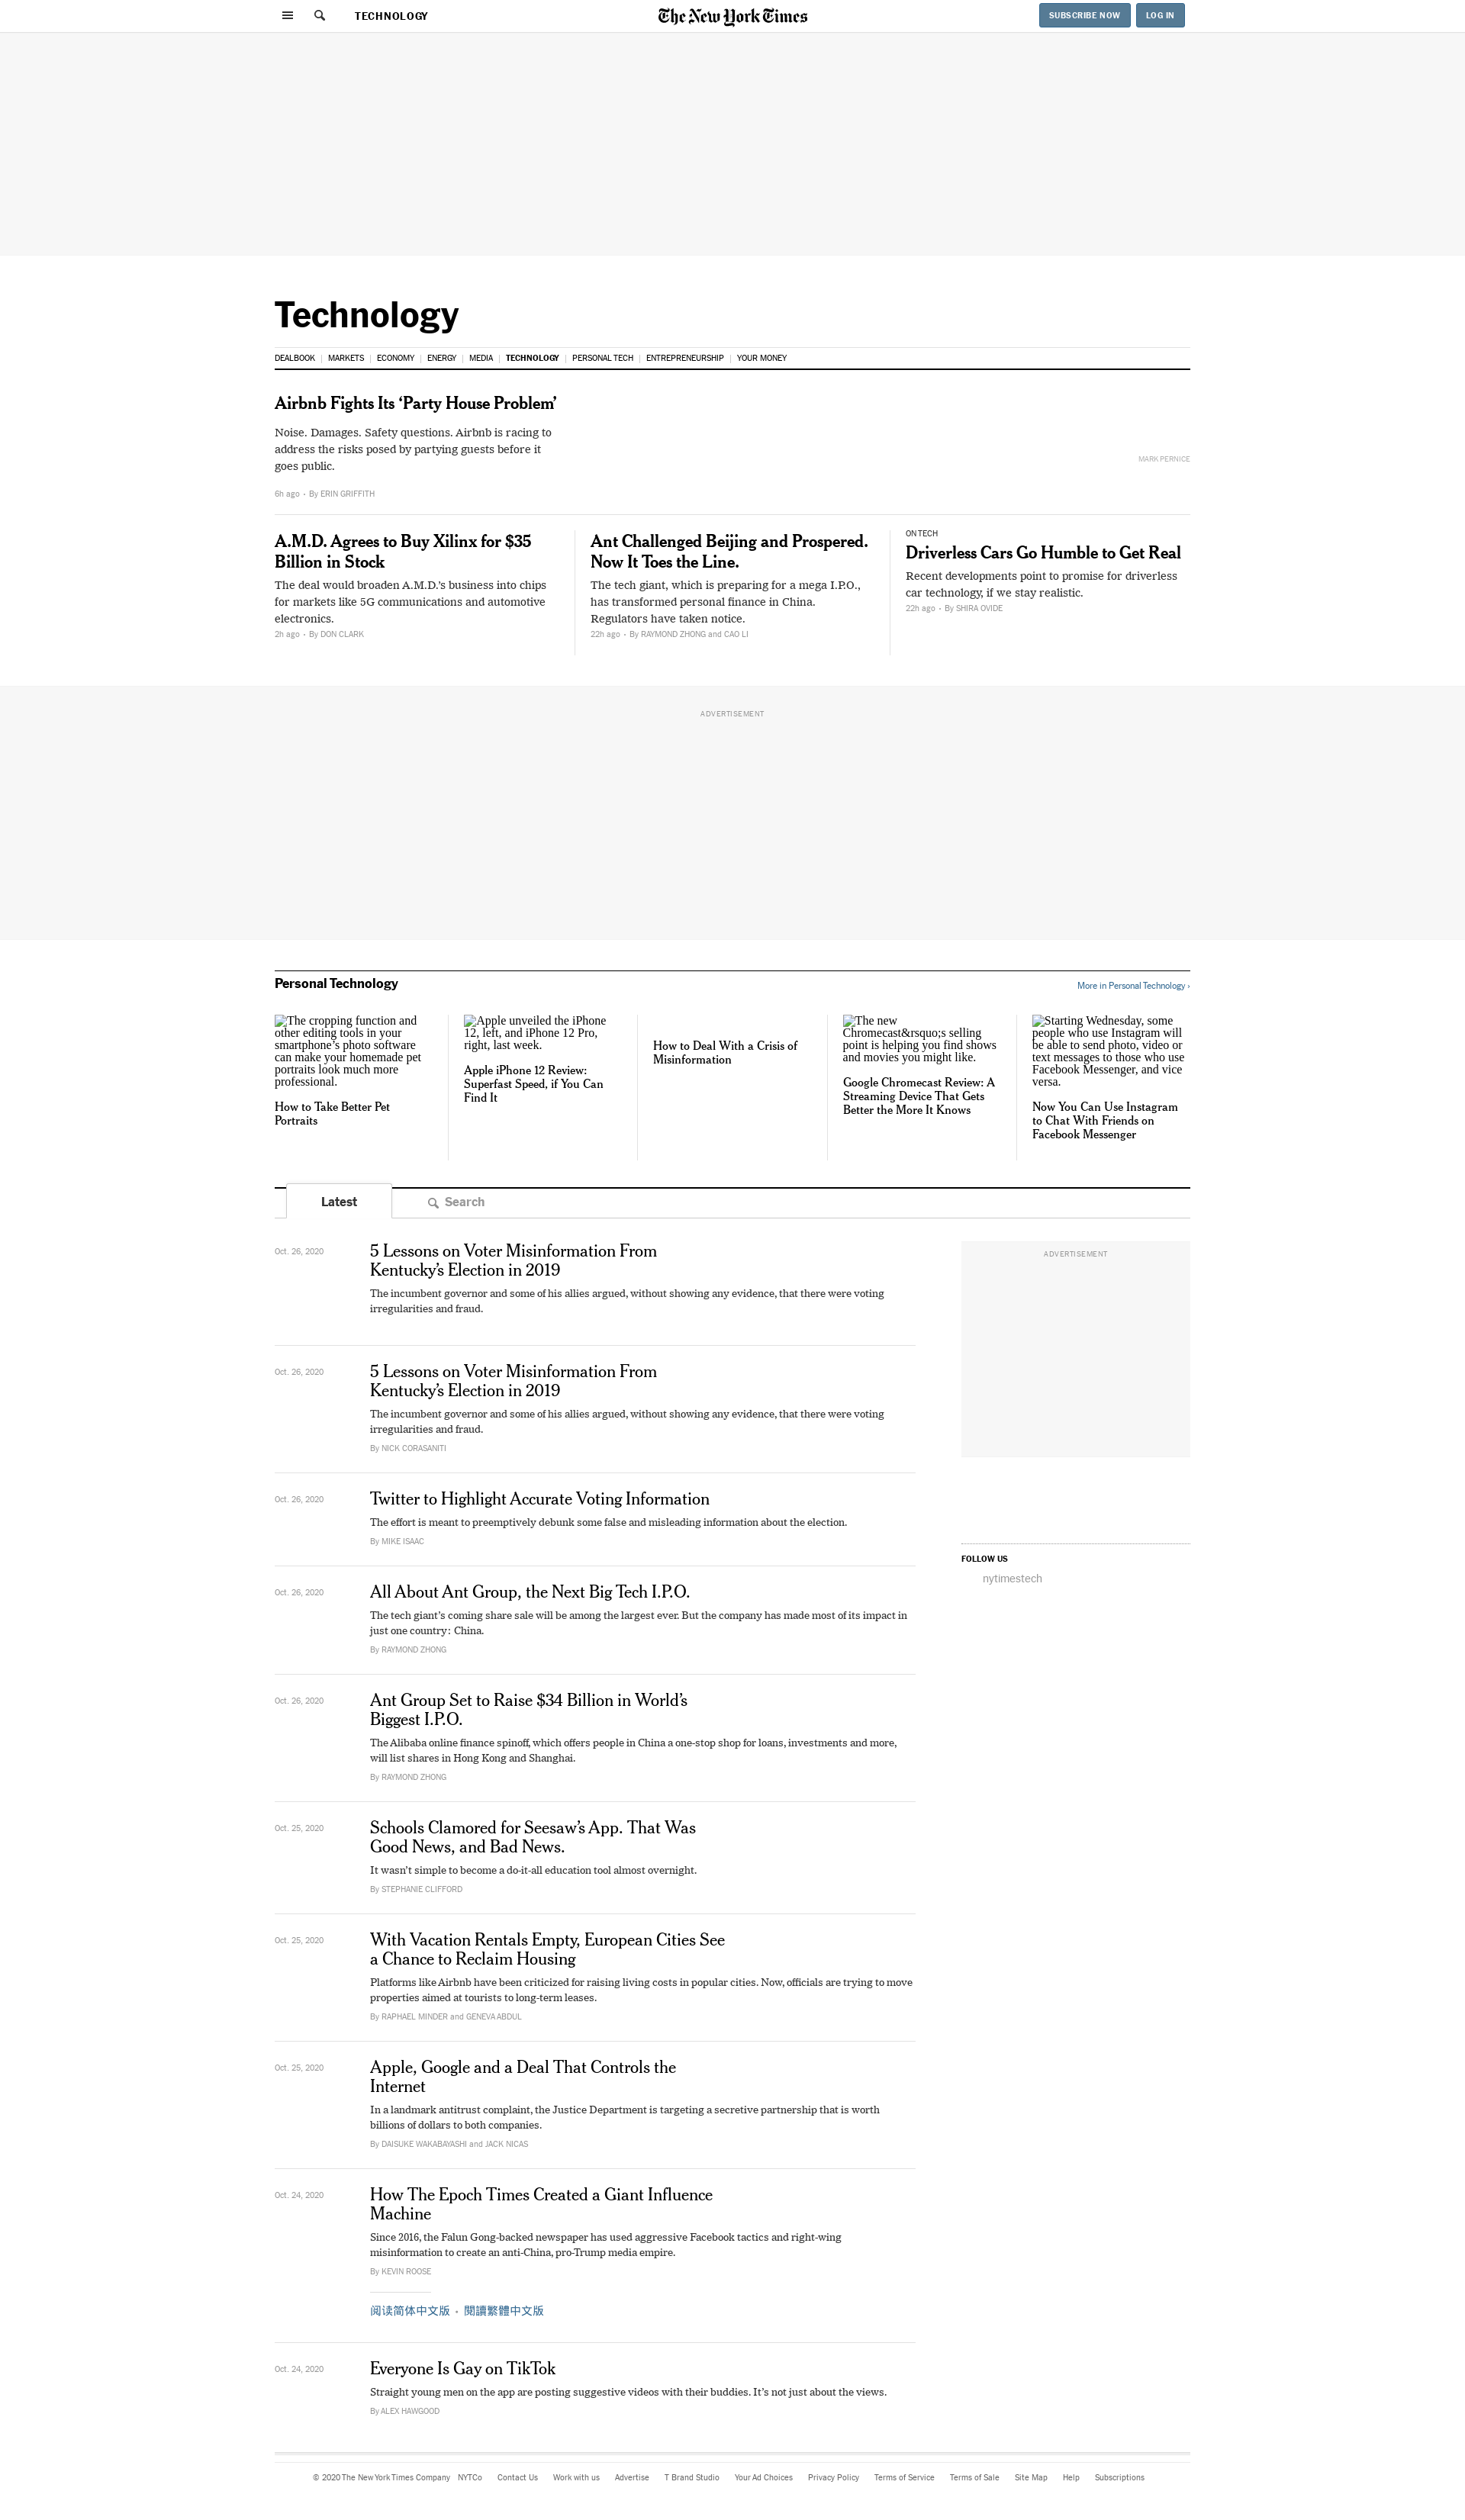 TECHNOLOGY
The New York Times
SUBSCRIBE NOW
LOG IN
Technology
DEALBOOK
MARKETS
ECONOMY
ENERGY
MEDIA
TECHNOLOGY
PERSONAL TECH
ENTREPRENEURSHIP
YOUR MONEY
Airbnb Fights Its ‘Party House Problem’
Noise. Damages. Safety questions. Airbnb is racing to
address the risks posed by partying guests before it
goes public.
6h ago • By ERIN GRIFFITH
MARK PERNICE
A.M.D. Agrees to Buy Xilinx for $35
Billion in Stock
The deal would broaden A.M.D.’s business into chips
for markets like 5G communications and automotive
electronics.
2h ago • By DON CLARK
Ant Challenged Beijing and Prospered.
Now It Toes the Line.
The tech giant, which is preparing for a mega I.P.O.,
has transformed personal finance in China.
Regulators have taken notice.
22h ago • By RAYMOND ZHONG and CAO LI
ON TECH
Driverless Cars Go Humble to Get Real
Recent developments point to promise for driverless
car technology, if we stay realistic.
22h ago • By SHIRA OVIDE
ADVERTISEMENT
Personal Technology
More in Personal Technology ›
The cropping function and
other editing tools in your
smartphone’s photo software
can make your homemade pet
portraits look much more
professional.
How to Take Better Pet
Portraits
Apple unveiled the iPhone
12, left, and iPhone 12 Pro,
right, last week.
Apple iPhone 12 Review:
Superfast Speed, if You Can
Find It
How to Deal With a Crisis of
Misinformation
The new
Chromecast&rsquo;s selling
point is helping you find shows
and movies you might like.
Google Chromecast Review: A
Streaming Device That Gets
Better the More It Knows
Starting Wednesday, some
people who use Instagram will
be able to send photo, video or
text messages to those who use
Facebook Messenger, and vice
versa.
Now You Can Use Instagram
to Chat With Friends on
Facebook Messenger
Latest
Search
Oct. 26, 2020
5 Lessons on Voter Misinformation From
Kentucky’s Election in 2019
The incumbent governor and some of his allies argued, without showing any evidence, that there were voting
irregularities and fraud.
ADVERTISEMENT
Oct. 26, 2020
5 Lessons on Voter Misinformation From
Kentucky’s Election in 2019
The incumbent governor and some of his allies argued, without showing any evidence, that there were voting
irregularities and fraud.
By NICK CORASANITI
Oct. 26, 2020
Twitter to Highlight Accurate Voting Information
The effort is meant to preemptively debunk some false and misleading information about the election.
By MIKE ISAAC
FOLLOW US
nytimestech
Oct. 26, 2020
All About Ant Group, the Next Big Tech I.P.O.
The tech giant’s coming share sale will be among the largest ever. But the company has made most of its impact in
just one country: China.
By RAYMOND ZHONG
Oct. 26, 2020
Ant Group Set to Raise $34 Billion in World’s
Biggest I.P.O.
The Alibaba online finance spinoff, which offers people in China a one-stop shop for loans, investments and more,
will list shares in Hong Kong and Shanghai.
By RAYMOND ZHONG
Oct. 25, 2020
Schools Clamored for Seesaw’s App. That Was
Good News, and Bad News.
It wasn’t simple to become a do-it-all education tool almost overnight.
By STEPHANIE CLIFFORD
Oct. 25, 2020
With Vacation Rentals Empty, European Cities See
a Chance to Reclaim Housing
Platforms like Airbnb have been criticized for raising living costs in popular cities. Now, officials are trying to move
properties aimed at tourists to long-term leases.
By RAPHAEL MINDER and GENEVA ABDUL
Oct. 25, 2020
Apple, Google and a Deal That Controls the
Internet
In a landmark antitrust complaint, the Justice Department is targeting a secretive partnership that is worth
billions of dollars to both companies.
By DAISUKE WAKABAYASHI and JACK NICAS
Oct. 24, 2020
How The Epoch Times Created a Giant Influence
Machine
Since 2016, the Falun Gong-backed newspaper has used aggressive Facebook tactics and right-wing
misinformation to create an anti-China, pro-Trump media empire.
By KEVIN ROOSE
阅读简体中文版 • 閱讀繁體中文版
Oct. 24, 2020
Everyone Is Gay on TikTok
Straight young men on the app are posting suggestive videos with their buddies. It’s not just about the views.
By ALEX HAWGOOD
© 2020 The New York Times Company
NYTCo
Contact Us
Work with us
Advertise
T Brand Studio
Your Ad Choices
Privacy Policy
Terms of Service
Terms of Sale
Site Map
Help
Subscriptions